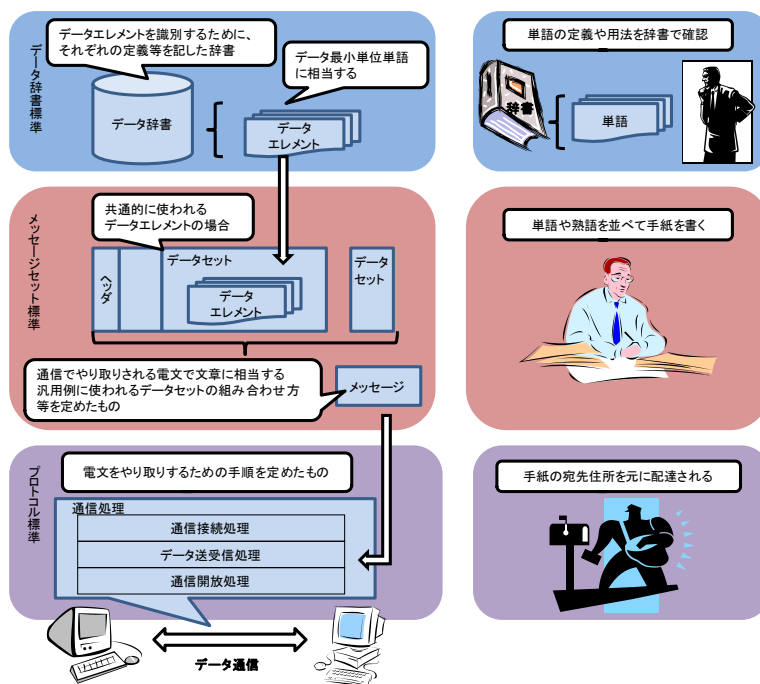 データ辞書標準
データエレメントを識別するために、
それぞれの定義等を記した辞書
データ最小単位単語
に相当する
データ辞書
データ
エレメント
単語の定義や用法を辞書で確認
辞書
単語
メッセージセット標準
共通的に使われる
データエレメントの場合
ヘッダ
データセット
データ
エレメント
データ
セット
通信でやり取りされる電文で文章に相当する
汎用例に使われるデータセットの組み合わせ方
等を定めたもの
メッセージ
単語や熟語を並べて手紙を書く
プロトコル標準
電文をやり取りするための手順を定めたもの
通信処理
通信接続処理
データ送受信処理
通信開放処理
データ通信
手紙の宛先住所を元に配達される